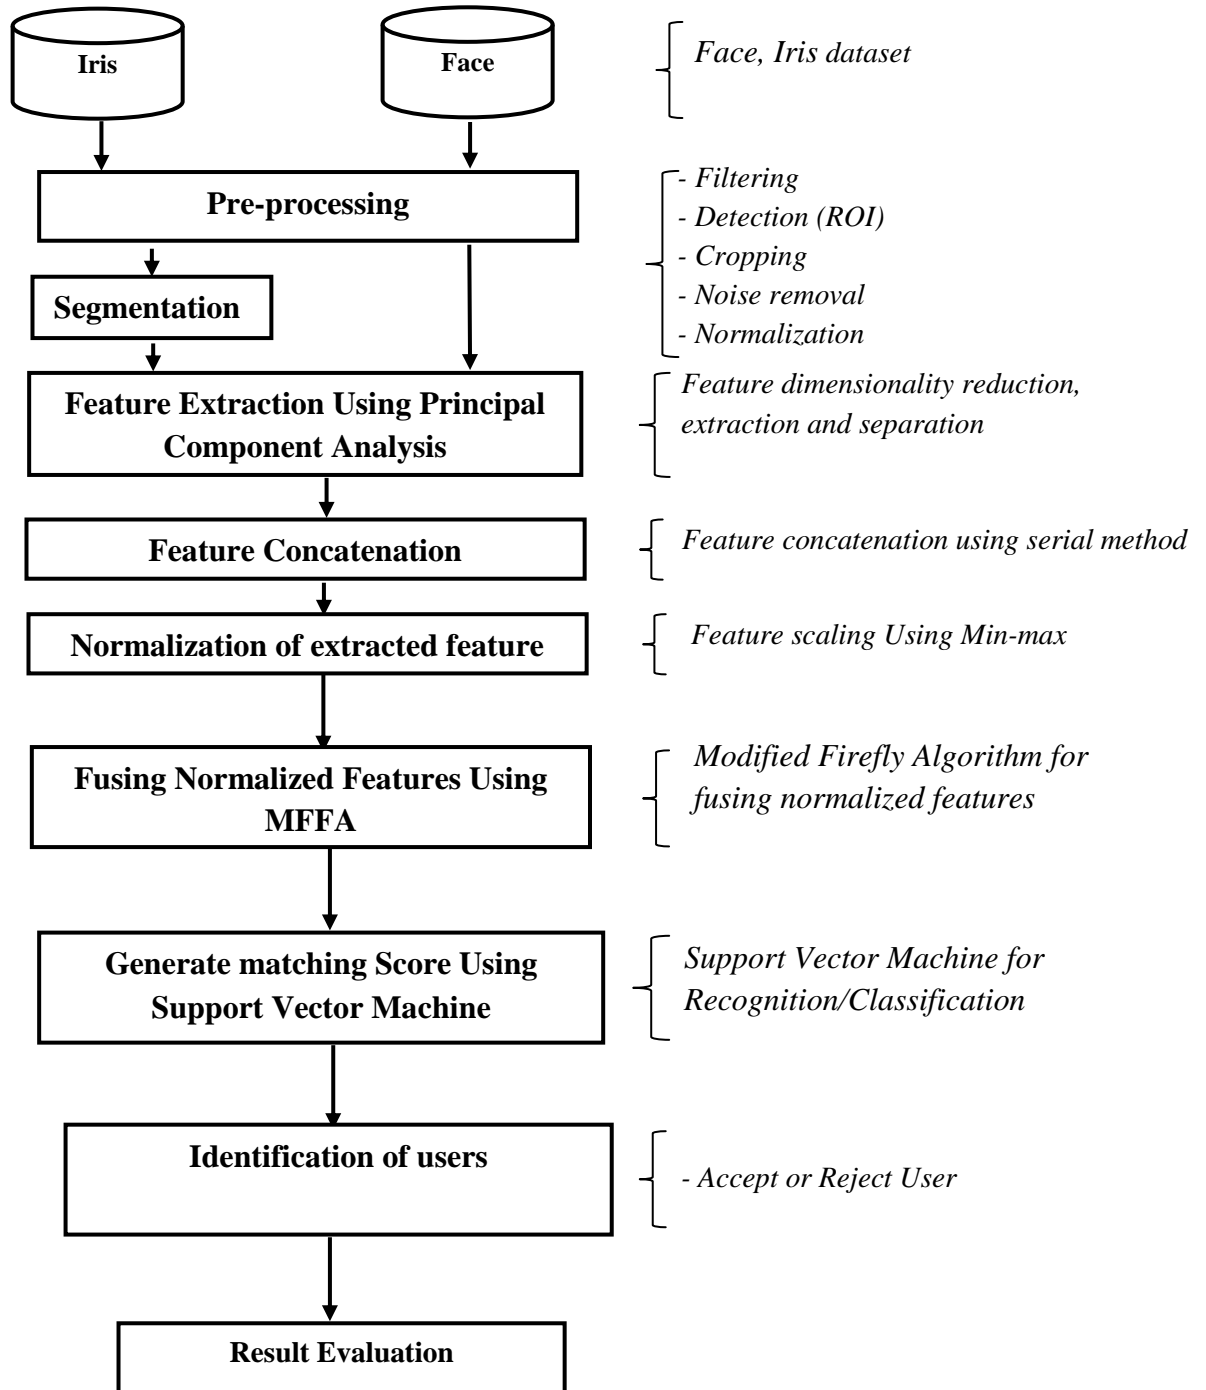 Iris
Face
Face, Iris dataset
Pre-processing
- Filtering
- Detection (ROI)
- Cropping
- Noise removal
- Normalization
Segmentation
Feature Extraction Using Principal
Component Analysis
Feature dimensionality reduction,
extraction and separation
Feature Concatenation
Feature concatenation using serial method
Normalization of extracted feature
Feature scaling Using Min-max
Fusing Normalized Features Using
MFFA
Modified Firefly Algorithm for
fusing normalized features
Generate matching Score Using
Support Vector Machine
Support Vector Machine for
Recognition/Classification
Identification of users
- Accept or Reject User
Result Evaluation